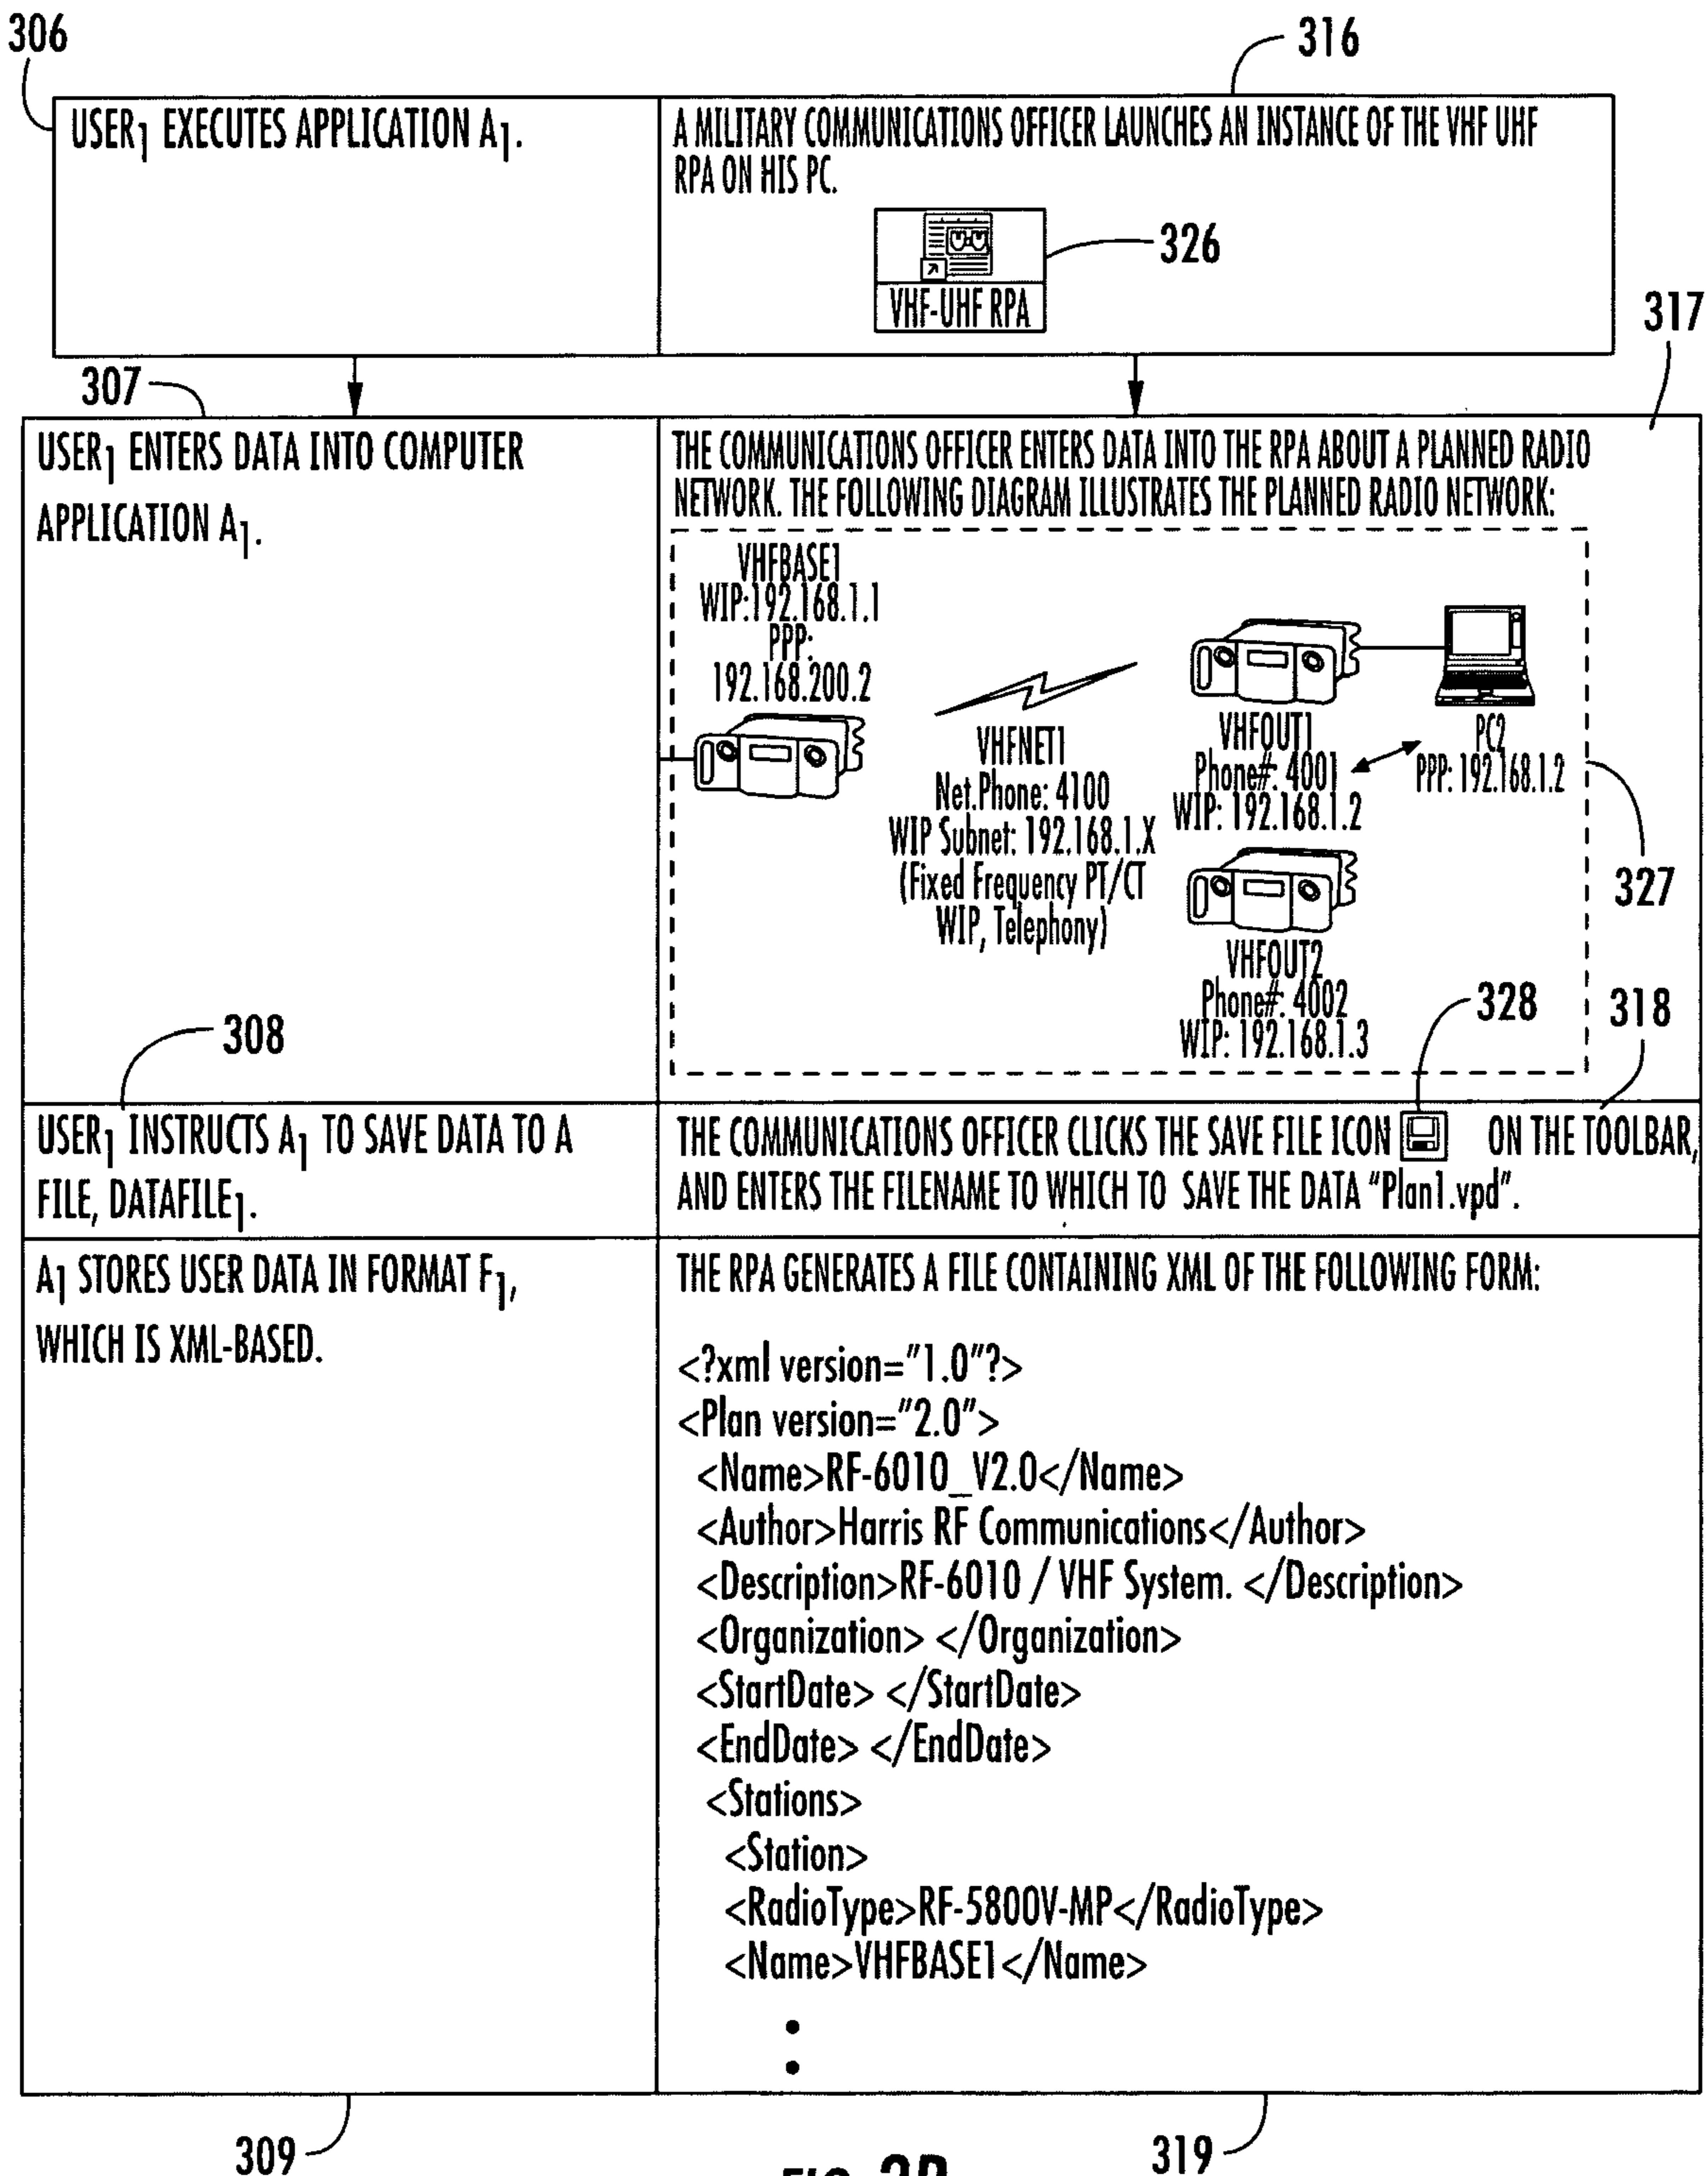 306
316
USER1 EXECUTES APPLICATION A1.
A MILITARY COMMUNICATIONS OFFICER LAUNCHES AN INSTANCE OF THE VHF UHF
RPA ON HIS PC.
326
VHF-UHF RPA
317
307
USER1 ENTERS DATA INTO COMPUTER
APPLICATION A1.
THE COMMUNICATIONS OFFICER ENTERS DATA INTO THE RPA ABOUT A PLANNED RADIO
NETWORK. THE FOLLOWING DIAGRAM ILLUSTRATES THE PLANNED RADIO NETWORK:
VHFBASE1
WIP:192.168.1.1
PPP:
192.168.200.2
VHFNET1
Net.Phone: 4100
WIP Subnet: 192.168.1.X
(Fixed Frequency PT/CT
WIP, Telephony)
VHFOUT1
Phone#: 4001
WIP: 192.168.1.2
PC2
PPP: 192.168.1.2
327
VHFOUT2
Phone#: 4002
WIP: 192.168.1.3
328
318
308
USER1 INSTRUCTS A1 TO SAVE DATA TO A
FILE, DATAFILE1.
THE COMMUNICATIONS OFFICER CLICKS THE SAVE FILE ICON ON THE TOOLBAR,
AND ENTERS THE FILENAME TO WHICH TO SAVE THE DATA “Plan1.vpd”.
A1 STORES USER DATA IN FORMAT F1,
WHICH IS XML-BASED.
THE RPA GENERATES A FILE CONTAINING XML OF THE FOLLOWING FORM:
<?xml version="1.0"?>
<Plan version="2.0">
<Name>RF-6010_V2.0</Name>
<Author>Harris RF Communications</Author>
<Description>RF-6010 / VHF System. </Description>
<Organization> </Organization>
<StartDate> </StartDate>
<EndDate> </EndDate>
<Stations>
<Station>
<RadioType>RF-5800V-MP</RadioType>
<Name>VHFBASE1</Name>
309
319